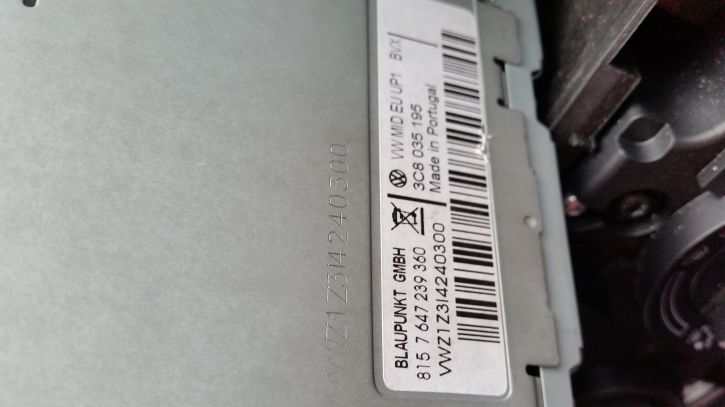 VWZ1Z3I4240300
BLAUPUNKT GMBH
815 7 647 239 360
VWZ1Z3I4240300
VW MID EU UP1 BVX
3C8 035 195
Made in Portugal